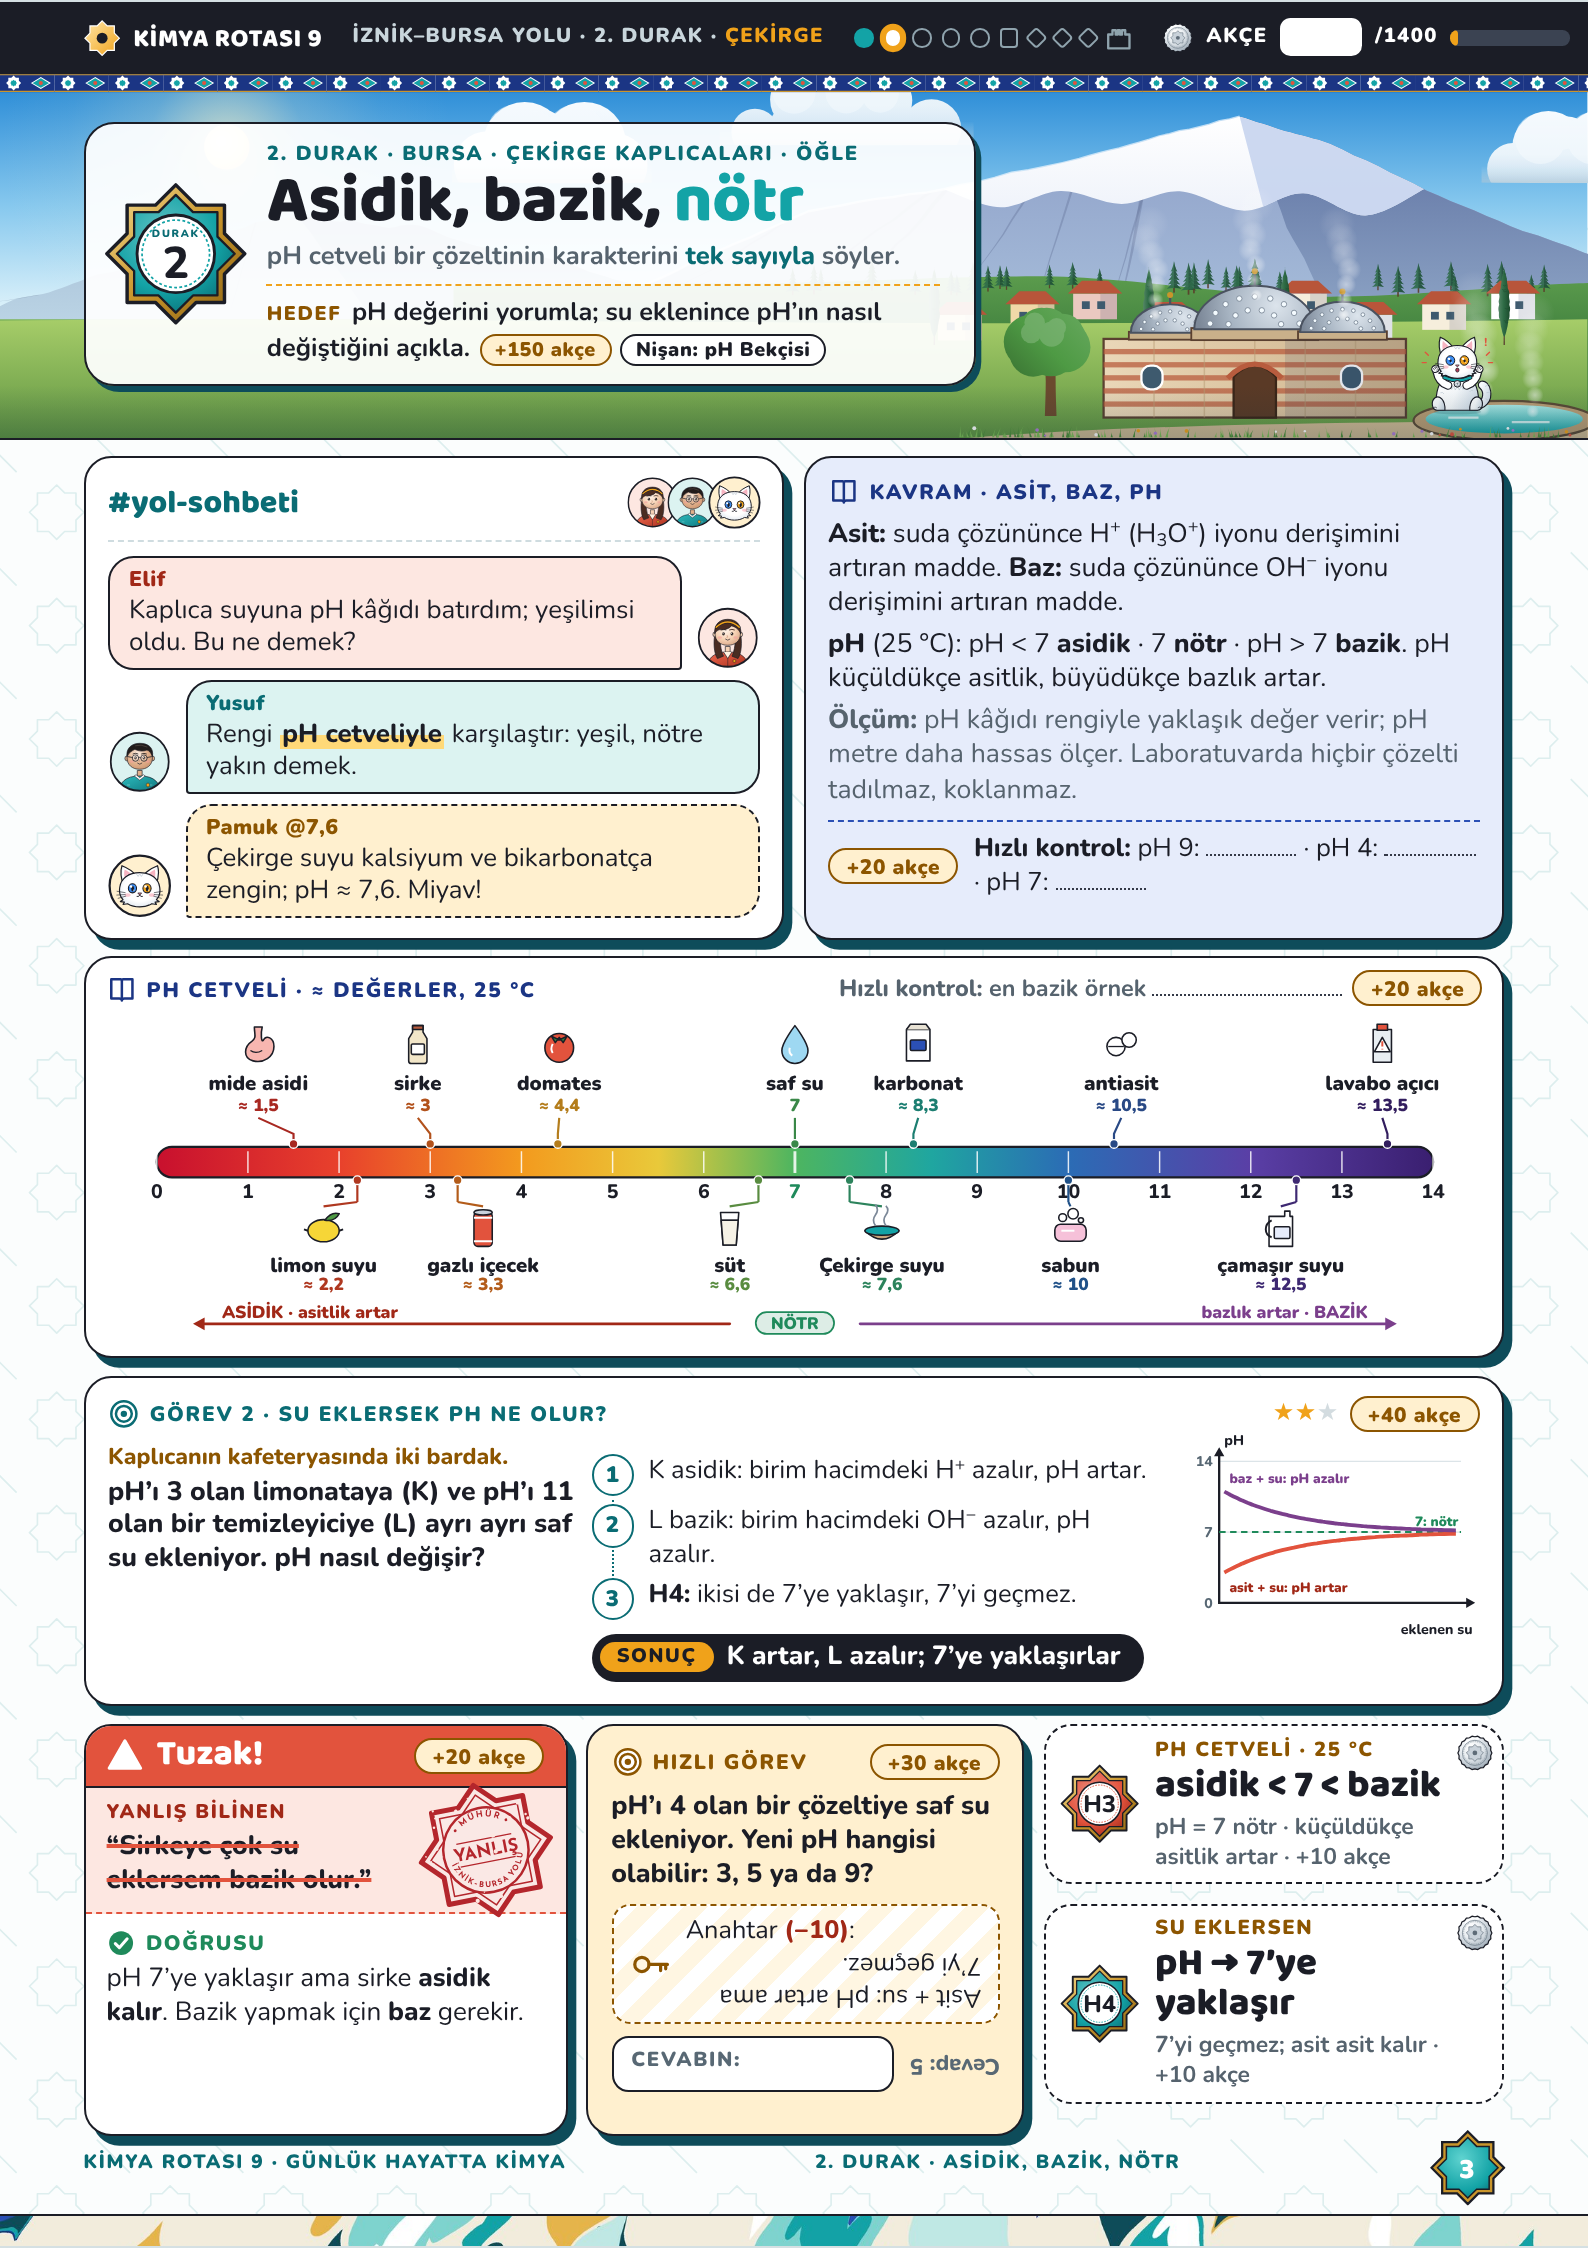 KİMYA ROTASI 9
İZNİK–BURSA YOLU · 2. DURAK · ÇEKİRGE
AKÇE /1400
2. DURAK · BURSA · ÇEKİRGE KAPLICALARI · ÖĞLE
Asidik, bazik, nötr
DURAK
2
pH cetveli bir çözeltinin karakterini tek sayıyla söyler.
HEDEF pH değerini yorumla; su eklenince pH’ın nasıl
değiştiğini açıkla. +150 akçe Nişan: pH Bekçisi
#yol-sohbeti
Elif
Kaplıca suyuna pH kâğıdı batırdım; yeşilimsi
oldu. Bu ne demek?
Yusuf
Rengi pH cetveliyle karşılaştır: yeşil, nötre
yakın demek.
Pamuk @7,6
Çekirge suyu kalsiyum ve bikarbonatça
zengin; pH ≈ 7,6. Miyav!
KAVRAM · ASİT, BAZ, PH
Asit: suda çözününce H⁺ (H₃O⁺) iyonu derişimini
artıran madde. Baz: suda çözününce OH⁻ iyonu
derişimini artıran madde.
pH (25 °C): pH < 7 asidik · 7 nötr · pH > 7 bazik. pH
küçüldükçe asitlik, büyüdükçe bazlık artar.
Ölçüm: pH kâğıdı rengiyle yaklaşık değer verir; pH
metre daha hassas ölçer. Laboratuvarda hiçbir çözelti
tadılmaz, koklanmaz.
+20 akçe
Hızlı kontrol: pH 9: · pH 4:
· pH 7:
PH CETVELİ · ≈ DEĞERLER, 25 °C
Hızlı kontrol: en bazik örnek +20 akçe
mide asidi sirke domates saf su karbonat antiasit lavabo açıcı
≈ 1,5 ≈ 3 ≈ 4,4 7 ≈ 8,3 ≈ 10,5 ≈ 13,5
0 1 2 3 4 5 6 7 8 9 10 11 12 13 14
limon suyu gazlı içecek süt Çekirge suyu sabun çamaşır suyu
≈ 2,2 ≈ 3,3 ≈ 6,6 ≈ 7,6 ≈ 10 ≈ 12,5
ASİDİK · asitlik artar NÖTR bazlık artar · BAZİK
GÖREV 2 · SU EKLERSEK PH NE OLUR?
+40 akçe
Kaplıcanın kafeteryasında iki bardak.
pH’ı 3 olan limonataya (K) ve pH’ı 11
olan bir temizleyiciye (L) ayrı ayrı saf
su ekleniyor. pH nasıl değişir?
1 K asidik: birim hacimdeki H⁺ azalır, pH artar.
2 L bazik: birim hacimdeki OH⁻ azalır, pH
azalır.
3 H4: ikisi de 7’ye yaklaşır, 7’yi geçmez.
SONUÇ K artar, L azalır; 7’ye yaklaşırlar
pH
14
baz + su: pH azalır
7: nötr
7
asit + su: pH artar
0
eklenen su
Tuzak! +20 akçe
YANLIŞ BİLİNEN
“Sirkeye çok su
eklersem bazik olur.”
MÜHÜR
YANLIŞ
İZNİK-BURSA YOLU
DOĞRUSU
pH 7’ye yaklaşır ama sirke asidik
kalır. Bazik yapmak için baz gerekir.
HIZLI GÖREV +30 akçe
pH’ı 4 olan bir çözeltiye saf su
ekleniyor. Yeni pH hangisi
olabilir: 3, 5 ya da 9?
Anahtar (−10):
Asit + su: pH artar ama
7’yi geçmez.
CEVABIN:
Cevap: 5
H3
PH CETVELİ · 25 °C
asidik < 7 < bazik
pH = 7 nötr · küçüldükçe
asitlik artar · +10 akçe
H4
SU EKLERSEN
pH → 7’ye
yaklaşır
7’yi geçmez; asit asit kalır ·
+10 akçe
KİMYA ROTASI 9 · GÜNLÜK HAYATTA KİMYA
2. DURAK · ASİDİK, BAZİK, NÖTR
3